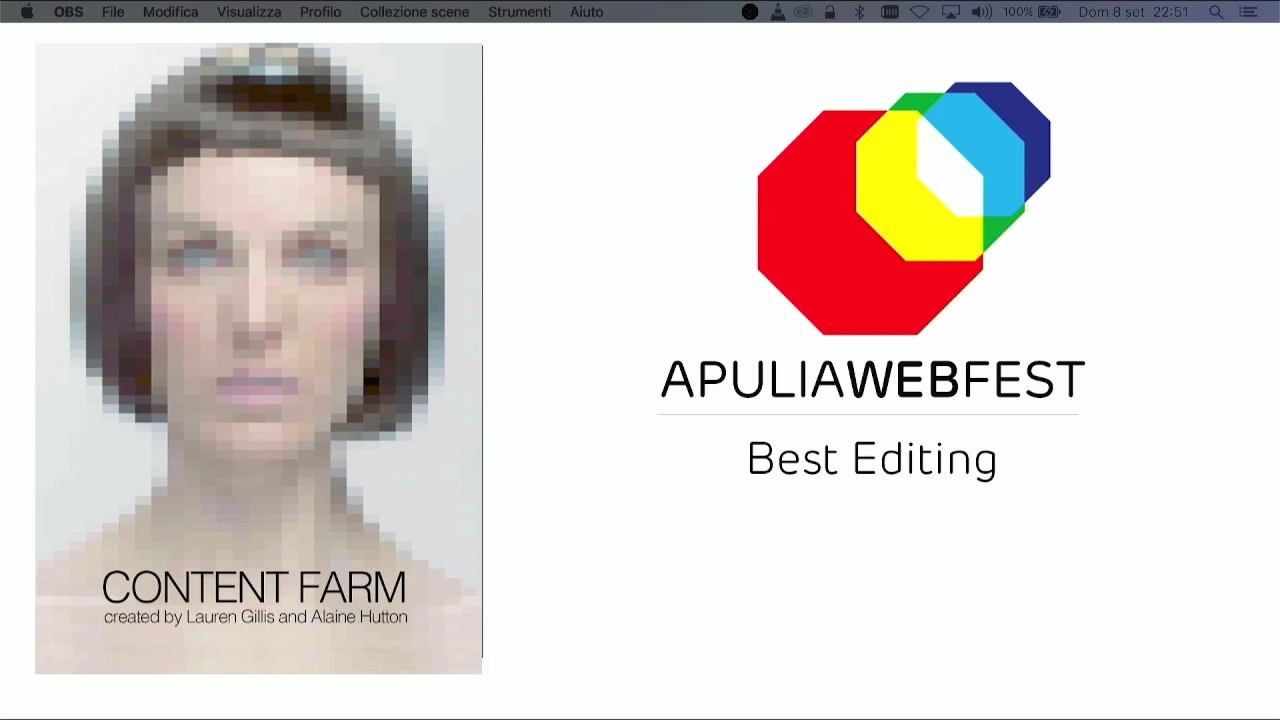 OBS File Modifica Visualizza Profilo Collezione scene Strumenti Aiuto 100% Dom 8 set 22:51
APULIAWEBFEST
Best Editing
CONTENT FARM
created by Lauren Gillis and Alaine Hutton